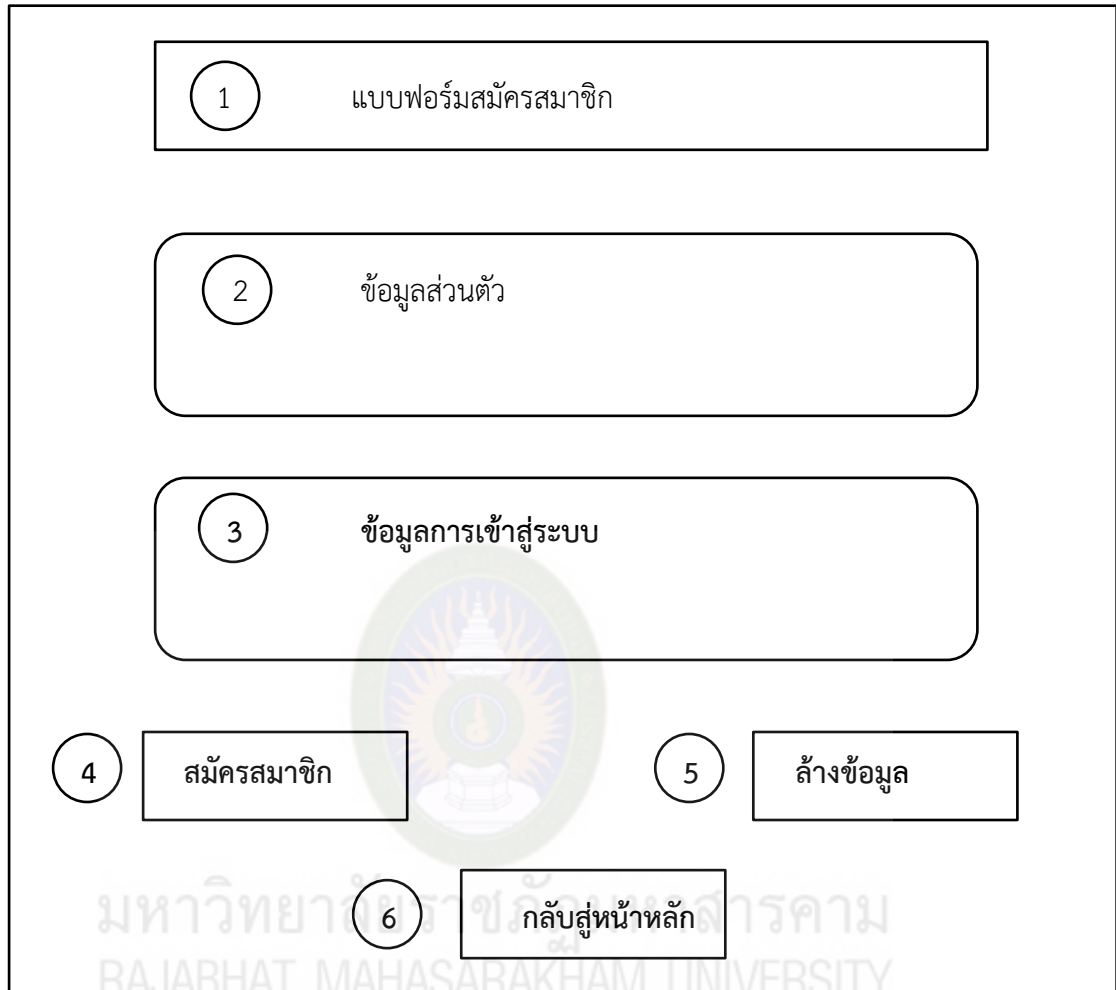 1 แบบฟอร์มสมัครสมาชิก
2 ข้อมูลส่วนตัว
3 ข้อมูลการเข้าสู่ระบบ
4 สมัครสมาชิก 5 ล้างข้อมูล
6 กลับสู่หน้าหลัก
มหาวิทยาลัยราชภัฏมหาสารคาม
RAJABHAT MAHASARAKHAM UNIVERSITY